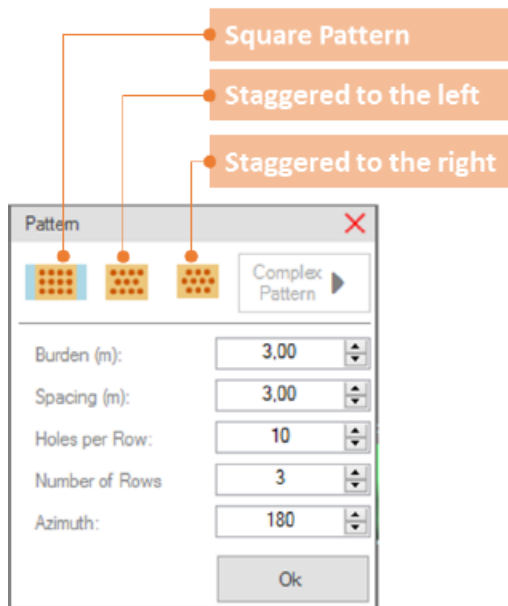 Square Pattern
Staggered to the left
Staggered to the right
Pattern
Complex
Pattern
Burden (m): 3,00
Spacing (m): 3,00
Holes per Row: 10
Number of Rows 3
Azimuth: 180
Ok